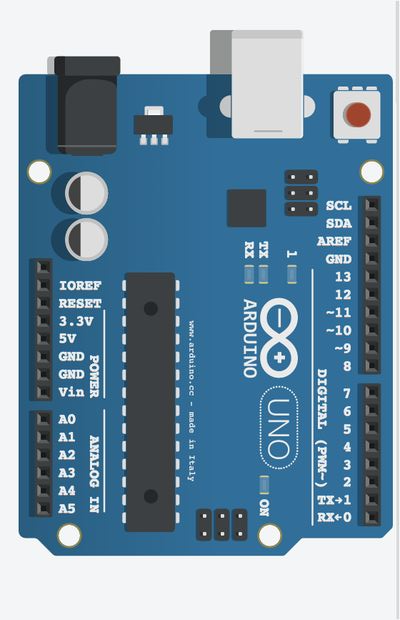 SCL
SDA
AREF
GND
13
12
~11
~10
~9
8
7
6
5
4
3
2
TX→1
RX←0
DIGITAL (PWM~)
RX
TX
1
ARDUINO
UNO
ON
www.arduino.cc - made in Italy
IOREF
RESET
3.3V
5V
GND
GND
Vin
POWER
A0
A1
A2
A3
A4
A5
ANALOG IN